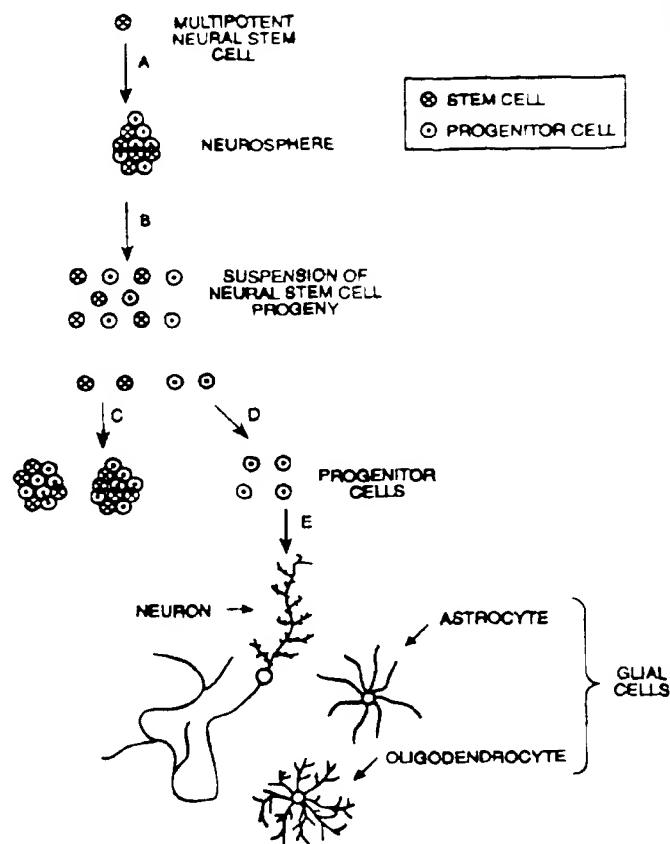 MULTIPOTENT
NEURAL STEM
CELL
A
STEM CELL
PROGENITOR CELL
NEUROSPHERE
B
SUSPENSION OF
NEURAL STEM CELL
PROGENY
C
D
PROGENITOR
CELLS
E
NEURON
ASTROCYTE
GLIAL
CELLS
OLIGODENDROCYTE